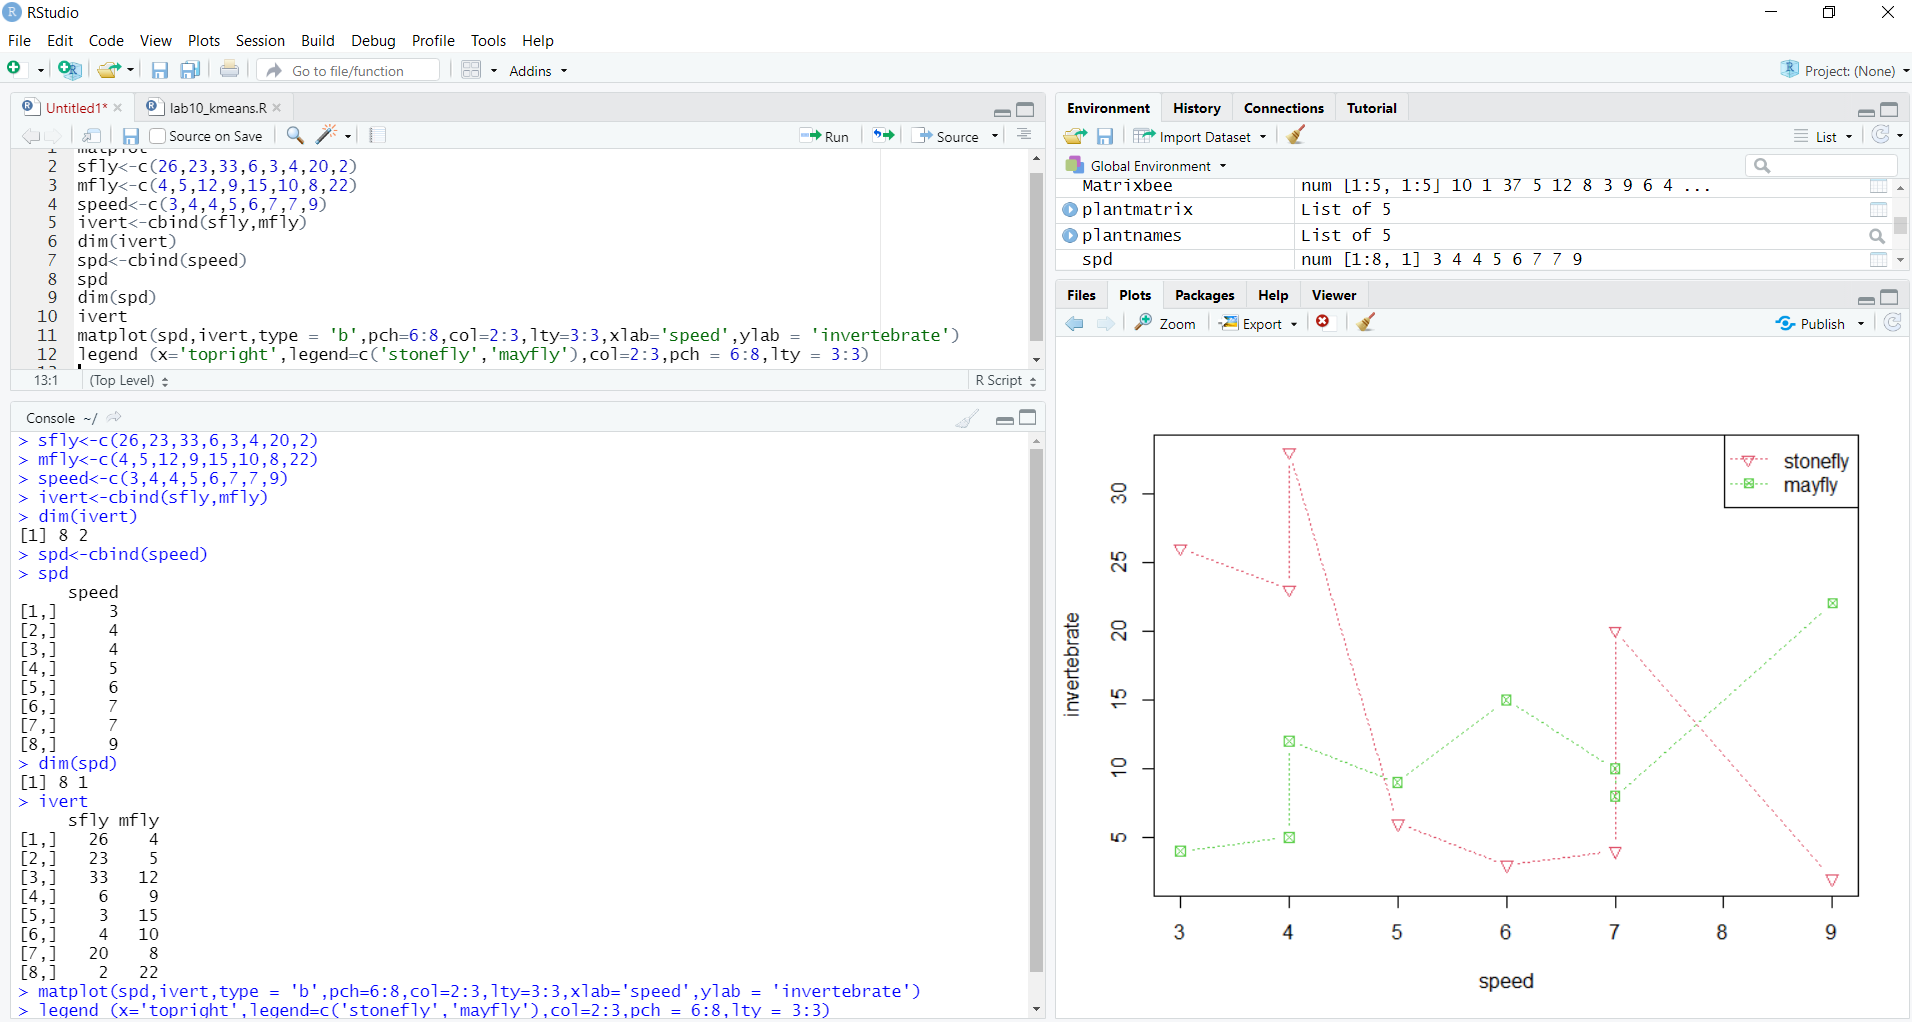 RStudio
File Edit Code View Plots Session Build Debug Profile Tools Help
Go to file/function Addins Project: (None)
Untitled1* lab10_kmeans.R
Source on Save Run Source
2 sfly<-c(26,23,33,6,3,4,20,2)
3 mfly<-c(4,5,12,9,15,10,8,22)
4 speed<-c(3,4,4,5,6,7,7,9)
5 ivert<-cbind(sfly,mfly)
6 dim(ivert)
7 spd<-cbind(speed)
8 spd
9 dim(spd)
10 ivert
11 matplot(spd,ivert,type = 'b',pch=6:8,col=2:3,lty=3:3,xlab='speed',ylab = 'invertebrate')
12 legend (x='topright',legend=c('stonefly','mayfly'),col=2:3,pch = 6:8,lty = 3:3)
13:1 (Top Level) R Script
Console ~/
> sfly<-c(26,23,33,6,3,4,20,2)
> mfly<-c(4,5,12,9,15,10,8,22)
> speed<-c(3,4,4,5,6,7,7,9)
> ivert<-cbind(sfly,mfly)
> dim(ivert)
[1] 8 2
> spd<-cbind(speed)
> spd
speed
[1,] 3
[2,] 4
[3,] 4
[4,] 5
[5,] 6
[6,] 7
[7,] 7
[8,] 9
> dim(spd)
[1] 8 1
> ivert
sfly mfly
[1,] 26 4
[2,] 23 5
[3,] 33 12
[4,] 6 9
[5,] 3 15
[6,] 4 10
[7,] 20 8
[8,] 2 22
> matplot(spd,ivert,type = 'b',pch=6:8,col=2:3,lty=3:3,xlab='speed',ylab = 'invertebrate')
> legend (x='topright',legend=c('stonefly','mayfly'),col=2:3,pch = 6:8,lty = 3:3)
Environment History Connections Tutorial
Import Dataset List
Global Environment
Matrixbee num [1:5, 1:5] 10 1 37 5 12 8 3 9 6 4 ...
plantmatrix List of 5
plantnames List of 5
spd num [1:8, 1] 3 4 4 5 6 7 7 9
Files Plots Packages Help Viewer
Zoom Export Publish
stonefly
mayfly
30
25
20
15
10
5
invertebrate
3 4 5 6 7 8 9
speed